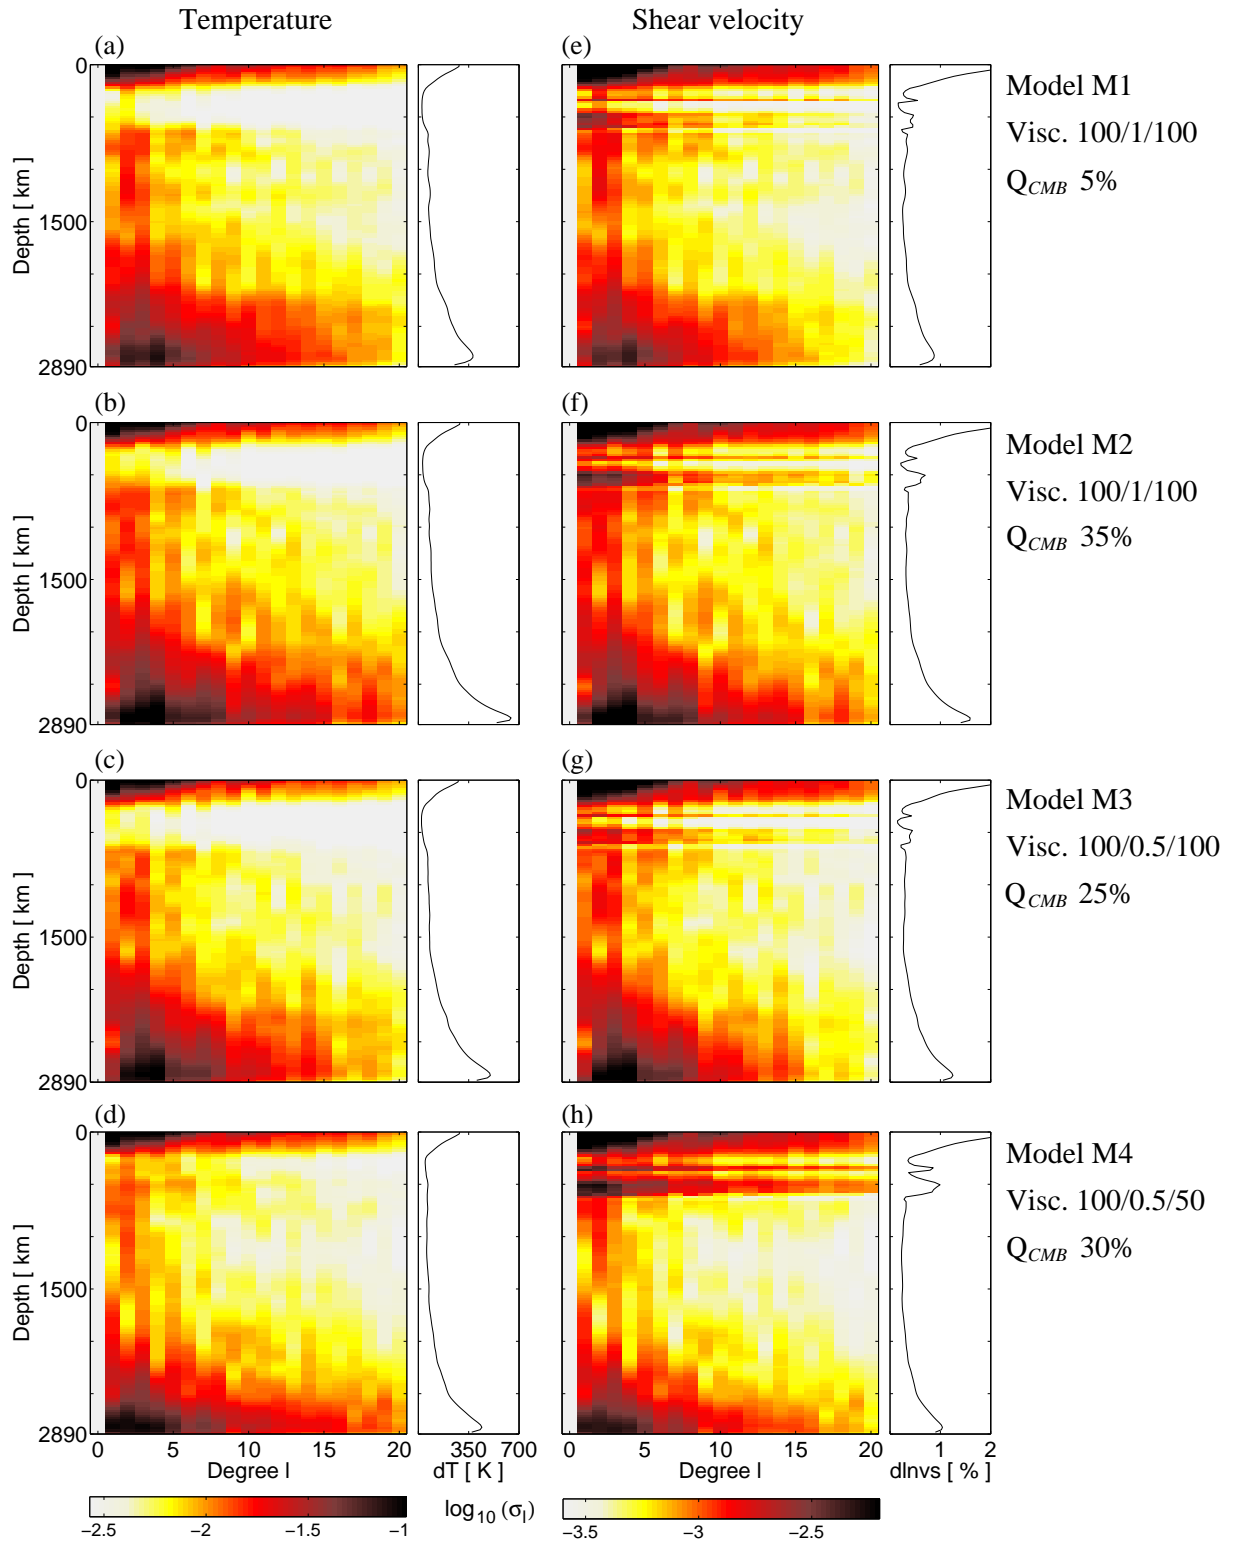 Temperature
Shear velocity
(a)
(e)
0
1500
2890
Depth [ km ]
Model M1
Visc. 100/1/100
Q_CMB 5%
(b)
(f)
0
1500
2890
Depth [ km ]
Model M2
Visc. 100/1/100
Q_CMB 35%
(c)
(g)
0
1500
2890
Depth [ km ]
Model M3
Visc. 100/0.5/100
Q_CMB 25%
(d)
(h)
0
1500
2890
Depth [ km ]
Model M4
Visc. 100/0.5/50
Q_CMB 30%
0 5 10 15 20 350 700 0 5 10 15 20 1 2
Degree l dT [ K ] Degree l dlnvs [ % ]
log10 (σl)
−2.5 −2 −1.5 −1 −3.5 −3 −2.5